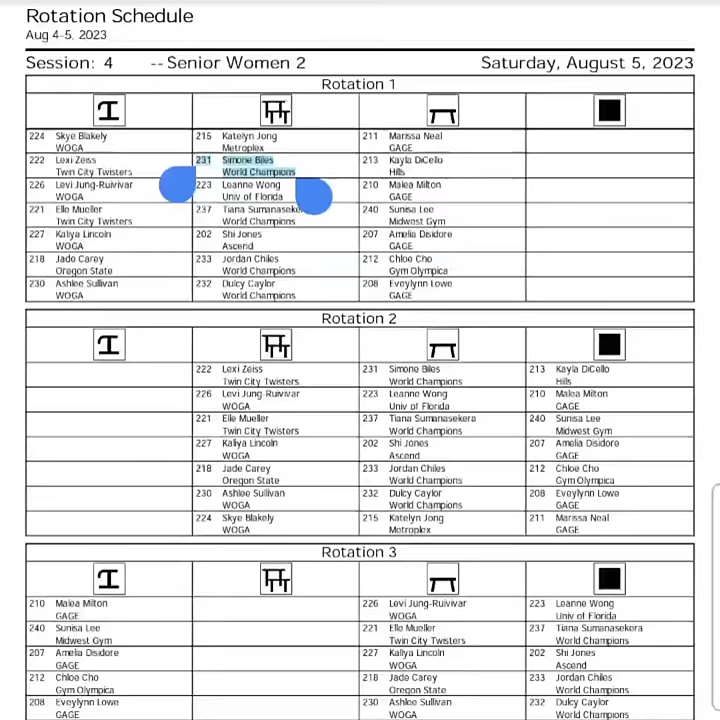 Rotation Schedule
Aug 4-5, 2023
Session: 4 -- Senior Women 2 Saturday, August 5, 2023
Rotation 1
224 Skye Blakely 215 Katelyn Jong 211 Marissa Neal
WOGA Metroplex GAGE
222 Lexi Zeiss 231 Simone Biles 213 Kayla DiCello
Twin City Twisters World Champions Hills
226 Levi Jung-Ruivivar 223 Leanne Wong 210 Malea Milton
WOGA Univ of Florida GAGE
221 Elle Mueller 237 Tiana Sumanaseke 240 Sunisa Lee
Twin City Twisters World Champions Midwest Gym
227 Kaliya Lincoln 202 Shi Jones 207 Amelia Disidore
WOGA Ascend GAGE
218 Jade Carey 233 Jordan Chiles 212 Chloe Cho
Oregon State World Champions Gym Olympica
230 Ashlee Sullivan 232 Dulcy Caylor 208 Eveylynn Lowe
WOGA World Champions GAGE
Rotation 2
222 Lexi Zeiss 231 Simone Biles 213 Kayla DiCello
Twin City Twisters World Champions Hills
226 Levi Jung-Ruivivar 223 Leanne Wong 210 Malea Milton
WOGA Univ of Florida GAGE
221 Elle Mueller 237 Tiana Sumanasekera 240 Sunisa Lee
Twin City Twisters World Champions Midwest Gym
227 Kaliya Lincoln 202 Shi Jones 207 Amelia Disidore
WOGA Ascend GAGE
218 Jade Carey 233 Jordan Chiles 212 Chloe Cho
Oregon State World Champions Gym Olympica
230 Ashlee Sullivan 232 Dulcy Caylor 208 Eveylynn Lowe
WOGA World Champions GAGE
224 Skye Blakely 215 Katelyn Jong 211 Marissa Neal
WOGA Metroplex GAGE
Rotation 3
210 Malea Milton 226 Levi Jung-Ruivivar 223 Leanne Wong
GAGE WOGA Univ of Florida
240 Sunisa Lee 221 Elle Mueller 237 Tiana Sumanasekera
Midwest Gym Twin City Twisters World Champions
207 Amelia Disidore 227 Kaliya Lincoln 202 Shi Jones
GAGE WOGA Ascend
212 Chloe Cho 218 Jade Carey 233 Jordan Chiles
Gym Olympica Oregon State World Champions
208 Eveylynn Lowe 230 Ashlee Sullivan 232 Dulcy Caylor
GAGE WOGA World Champions